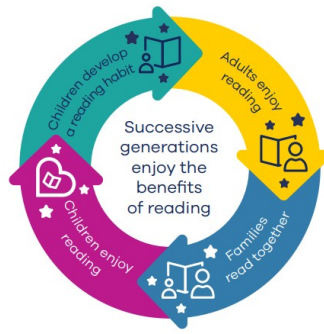 Children develop
a reading habit
Adults enjoy
reading
Successive
generations
enjoy the
benefits
of reading
Children enjoy
reading
Families
read together